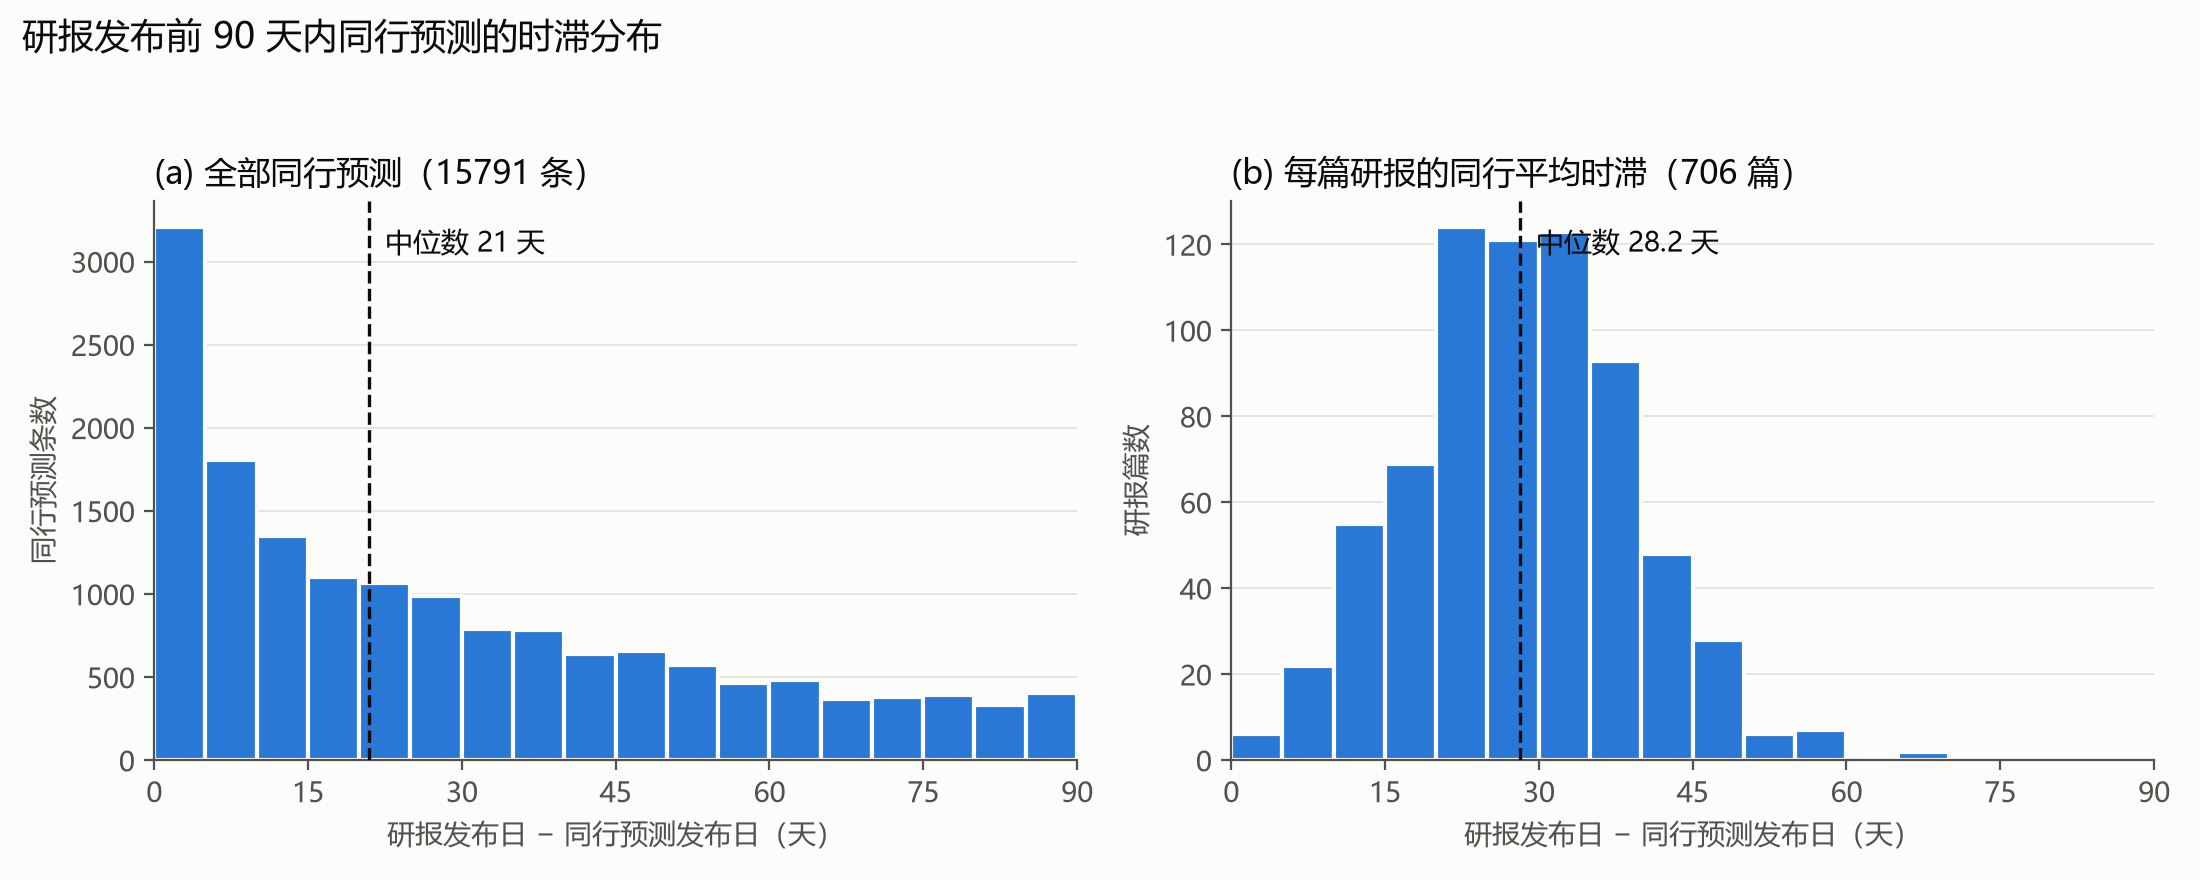 研报发布前 90 天内同行预测的时滞分布
(a) 全部同行预测（15791 条）
中位数 21 天
同行预测条数
3000
2500
2000
1500
1000
500
0
0 15 30 45 60 75 90
研报发布日 − 同行预测发布日（天）
(b) 每篇研报的同行平均时滞（706 篇）
中位数 28.2 天
研报篇数
120
100
80
60
40
20
0
0 15 30 45 60 75 90
研报发布日 − 同行预测发布日（天）